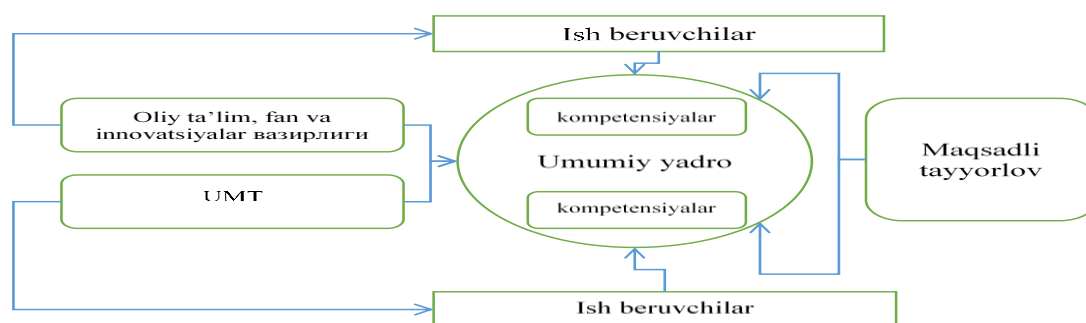 Ish beruvchilar
Oliy ta’lim, fan va
innovatsiyalar вазирлиги
UMT
kompetensiyalar
Umumiy yadro
kompetensiyalar
Maqsadli
tayyorlov
Ish beruvchilar